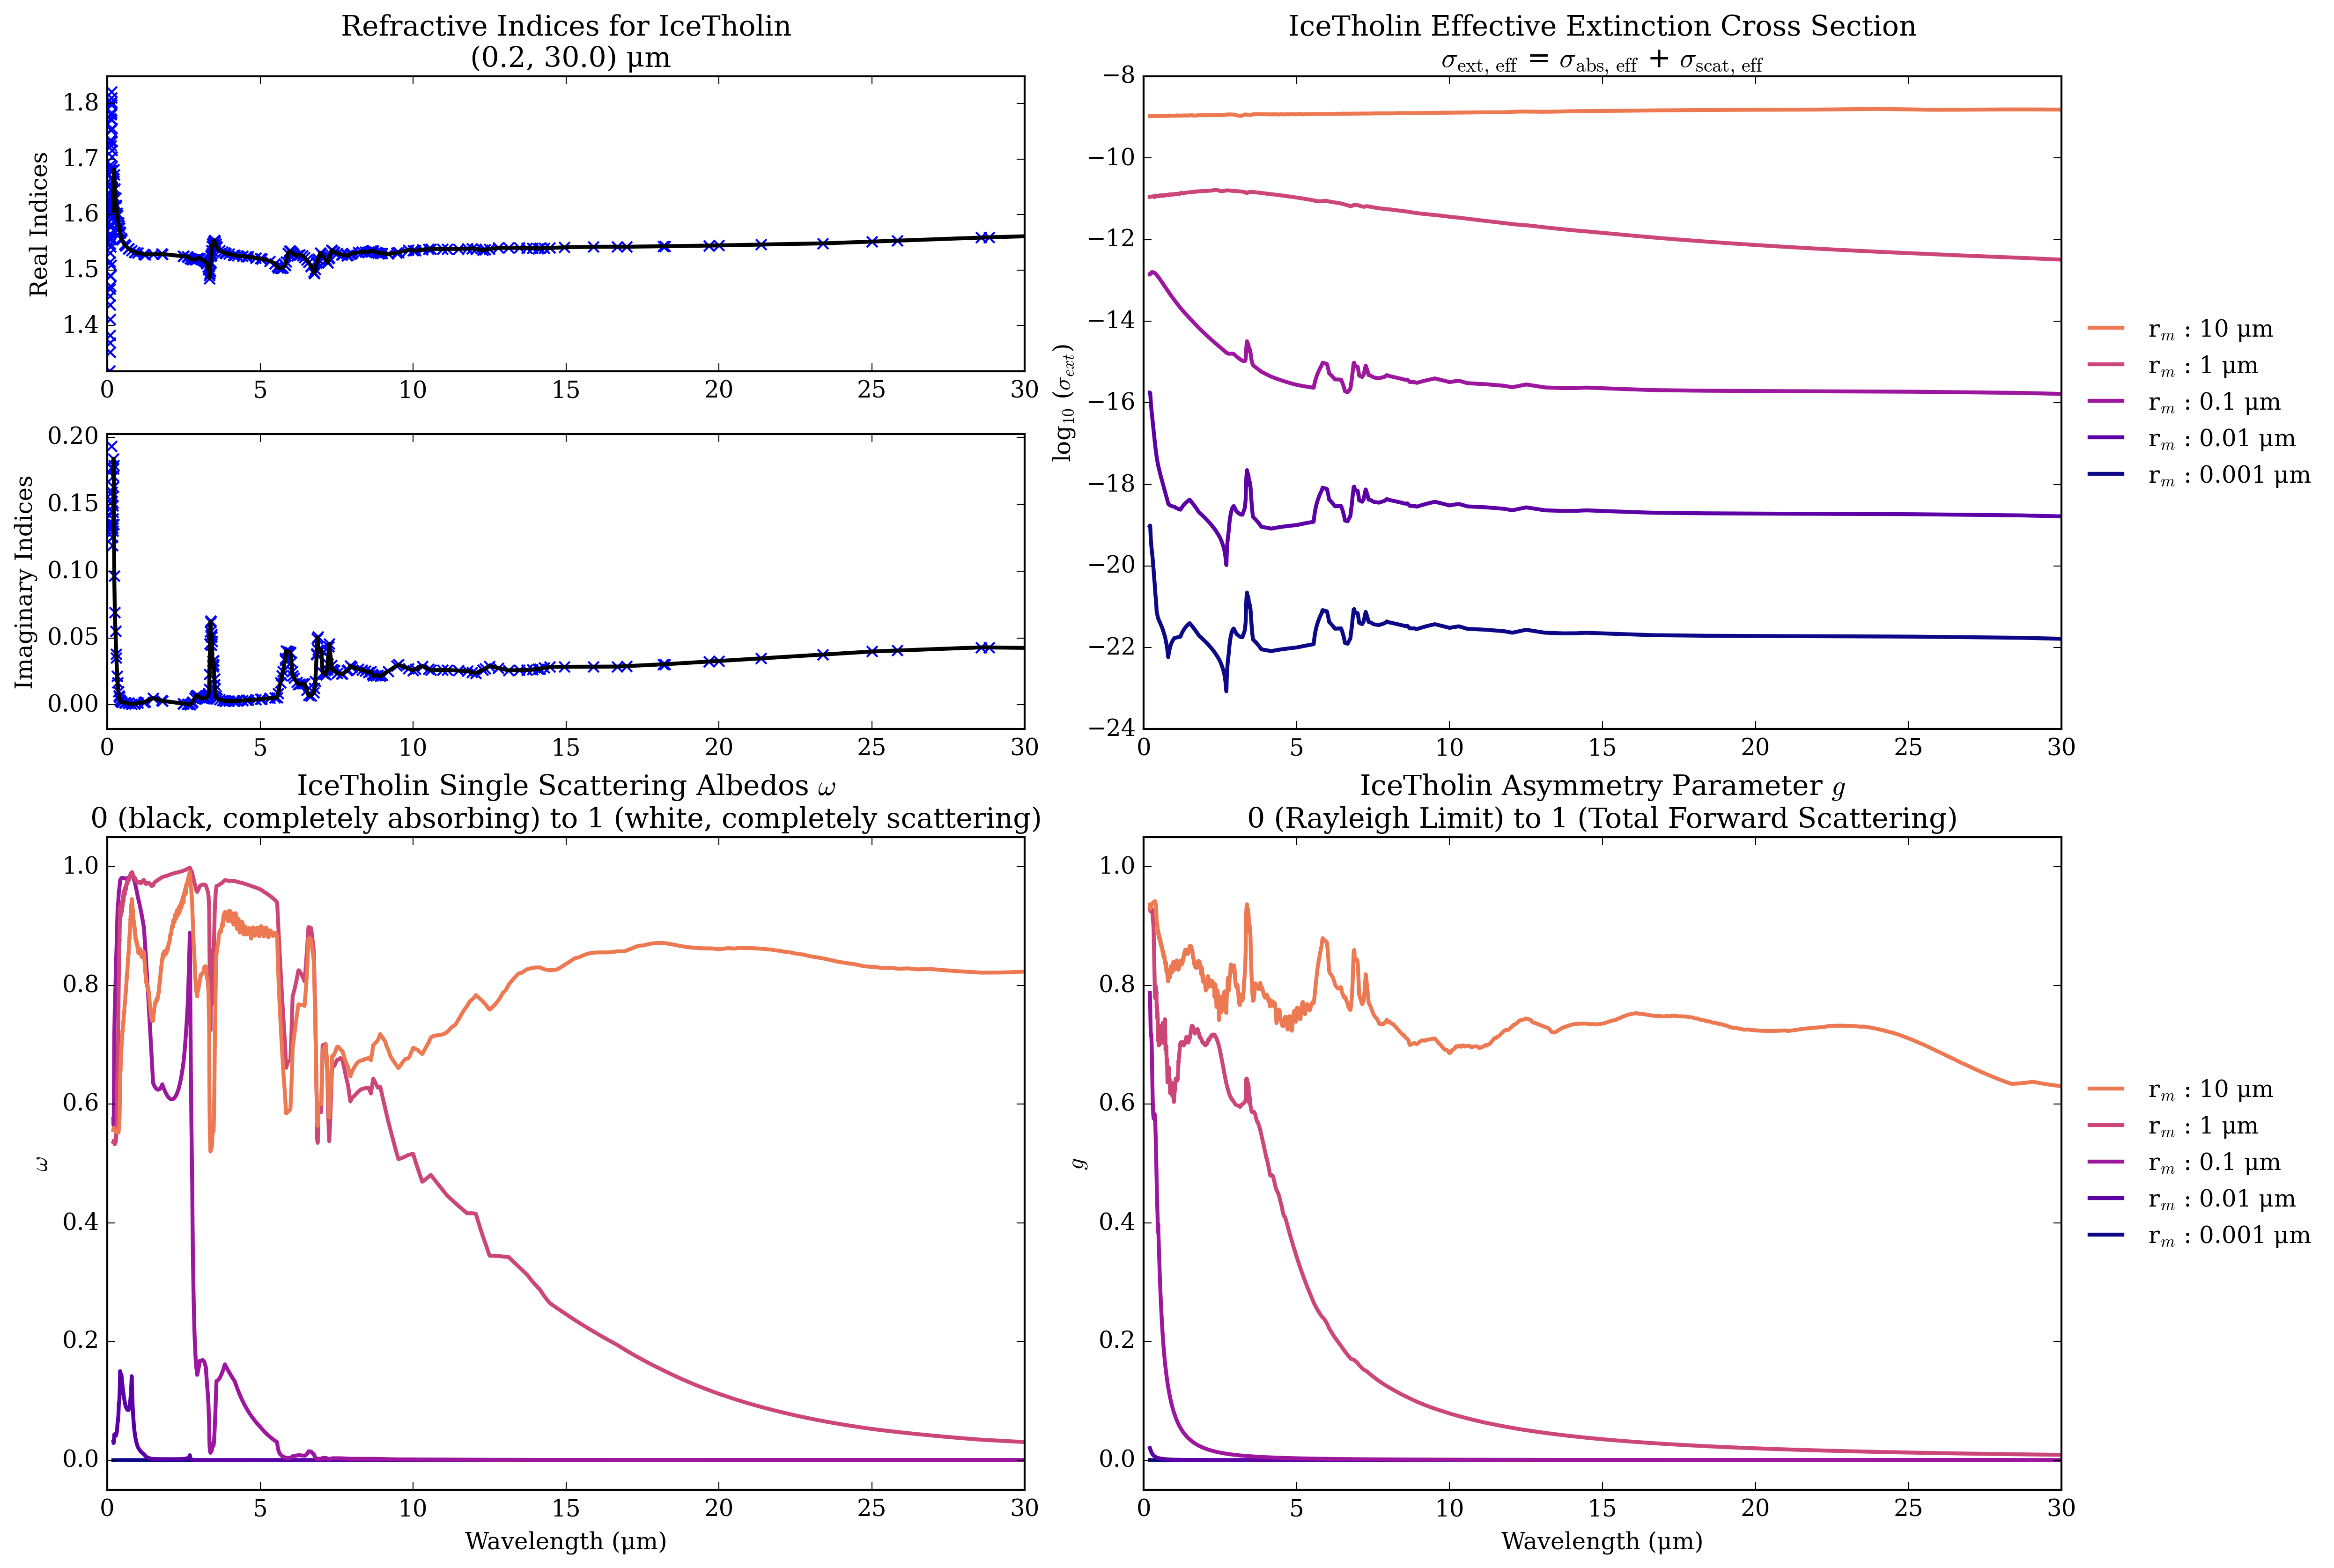 Refractive Indices for IceTholin
(0.2, 30.0) μm
Real Indices
1.8
1.7
1.6
1.5
1.4
0 5 10 15 20 25 30
Imaginary Indices
0.20
0.15
0.10
0.05
0.00
0 5 10 15 20 25 30
IceTholin Effective Extinction Cross Section
σext, eff = σabs, eff + σscat, eff
log10 (σext)
−8
−10
−12
−14
−16
−18
−20
−22
−24
0 5 10 15 20 25 30
rm : 10 μm
rm : 1 μm
rm : 0.1 μm
rm : 0.01 μm
rm : 0.001 μm
IceTholin Single Scattering Albedos ω
0 (black, completely absorbing) to 1 (white, completely scattering)
ω
1.0
0.8
0.6
0.4
0.2
0.0
0 5 10 15 20 25 30
Wavelength (μm)
IceTholin Asymmetry Parameter g
0 (Rayleigh Limit) to 1 (Total Forward Scattering)
g
1.0
0.8
0.6
0.4
0.2
0.0
0 5 10 15 20 25 30
Wavelength (μm)
rm : 10 μm
rm : 1 μm
rm : 0.1 μm
rm : 0.01 μm
rm : 0.001 μm